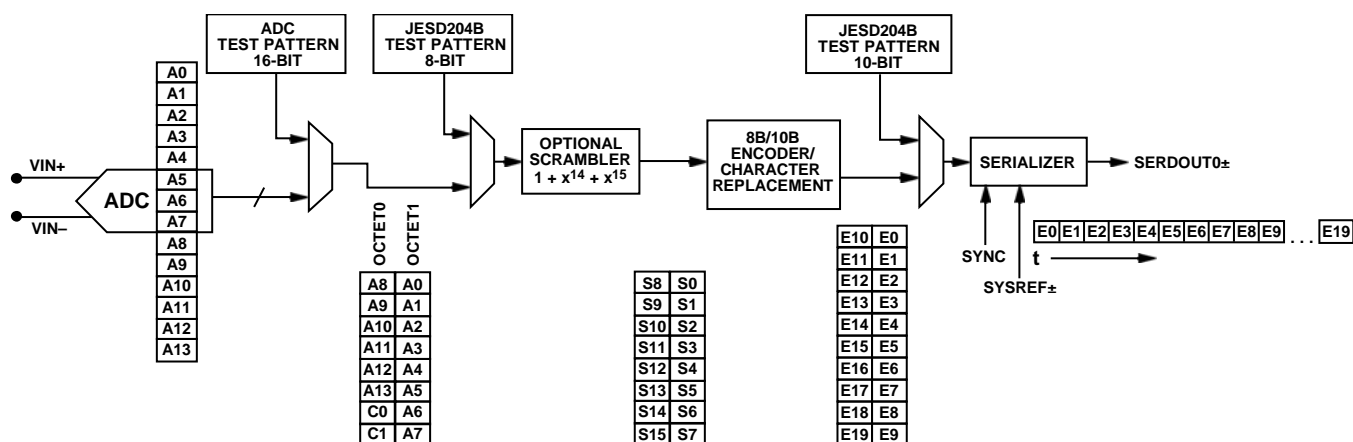 ADC
TEST PATTERN
16-BIT
JESD204B
TEST PATTERN
8-BIT
JESD204B
TEST PATTERN
10-BIT
A0
A1
A2
A3
A4
A5
A6
A7
A8
A9
A10
A11
A12
A13
VIN+
ADC
VIN–
OPTIONAL
SCRAMBLER
1 + x14 + x15
8B/10B
ENCODER/
CHARACTER
REPLACEMENT
SERIALIZER
SERDOUT0±
SYNC
SYSREF±
E0 E1 E2 E3 E4 E5 E6 E7 E8 E9 ... E19
t
OCTET0 OCTET1
A8 A0
A9 A1
A10 A2
A11 A3
A12 A4
A13 A5
C0 A6
C1 A7
S8 S0
S9 S1
S10 S2
S11 S3
S12 S4
S13 S5
S14 S6
S15 S7
E10 E0
E11 E1
E12 E2
E13 E3
E14 E4
E15 E5
E16 E6
E17 E7
E18 E8
E19 E9